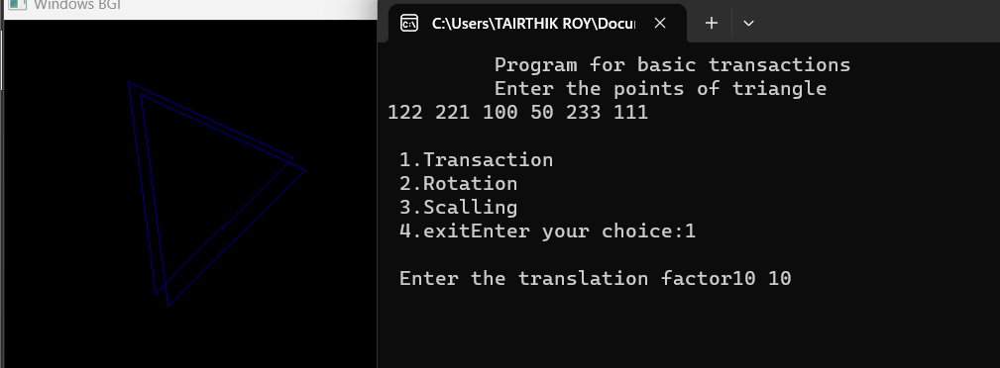 Windows BGI
C:\Users\TAIRTHIK ROY\Docu
Program for basic transactions
Enter the points of triangle
122 221 100 50 233 111
1.Transaction
2.Rotation
3.Scalling
4.exitEnter your choice:1
Enter the translation factor10 10